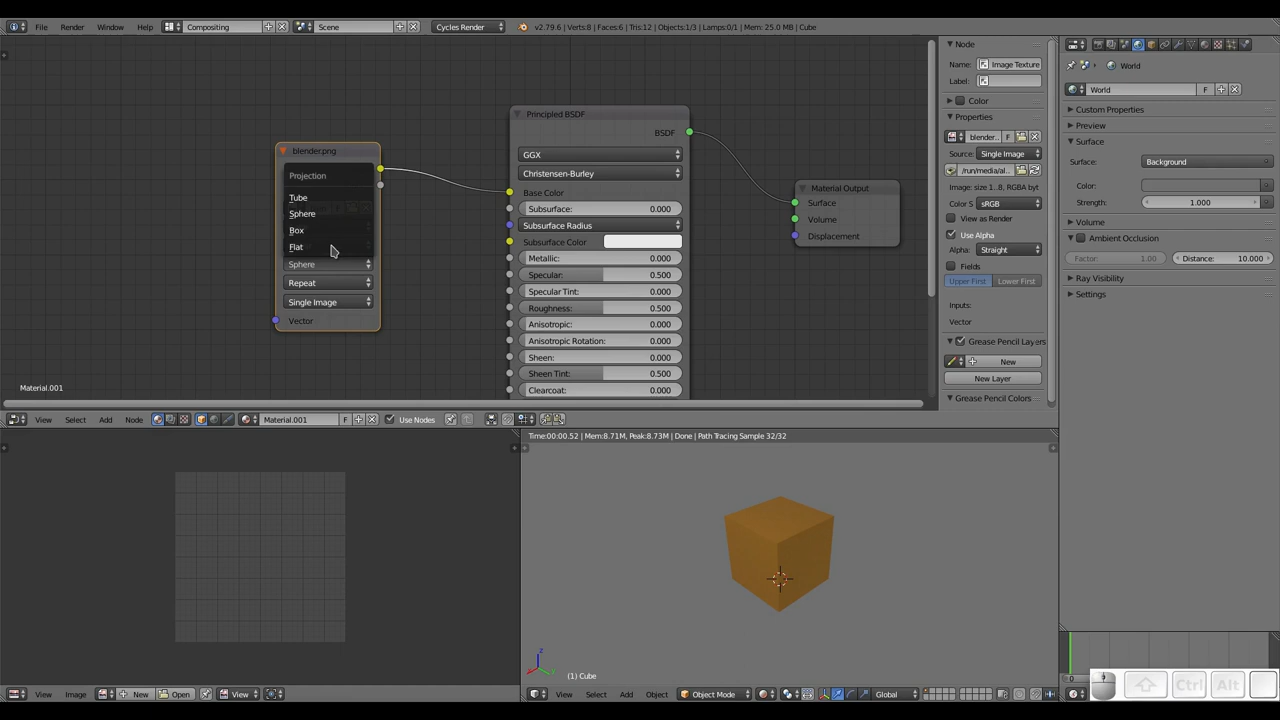 File Render Window Help Compositing Scene Cycles Render v2.79.6 | Verts:8 | Faces:6 | Tris:12 | Objects:1/3 | Lamps:0/1 | Mem: 25.0 MB | Cube
Principled BSDF
BSDF
GGX
Christensen-Burley
Base Color
Subsurface: 0.000
Subsurface Radius
Subsurface Color
Metallic: 0.000
Specular: 0.500
Specular Tint: 0.000
Roughness: 0.500
Anisotropic: 0.000
Anisotropic Rotation: 0.000
Sheen: 0.000
Sheen Tint: 0.500
Clearcoat: 0.000
blender.png
Projection
Tube
Sphere
Box
Flat
Sphere
Repeat
Single Image
Vector
Material Output
Surface
Volume
Displacement
Material.001
View Select Add Node Material.001 F Use Nodes
Node
Name: Image Texture
Label:
Color
Properties
blender.. F
Source: Single Image
/run/media/al..
Image: size 1...8, RGBA byt
Color S sRGB
View as Render
Use Alpha
Alpha: Straight
Fields
Upper First Lower First
Inputs:
Vector
Grease Pencil Layers
New
New Layer
Grease Pencil Colors
World
World F
Custom Properties
Preview
Surface
Surface: Background
Color:
Strength: 1.000
Volume
Ambient Occlusion
Factor: 1.00 Distance: 10.000
Ray Visibility
Settings
Time:00:00.52 | Mem:8.71M, Peak:8.73M | Done | Path Tracing Sample 32/32
z
(1) Cube
View Image New Open View
View Select Add Object Object Mode Global
Ctrl Alt